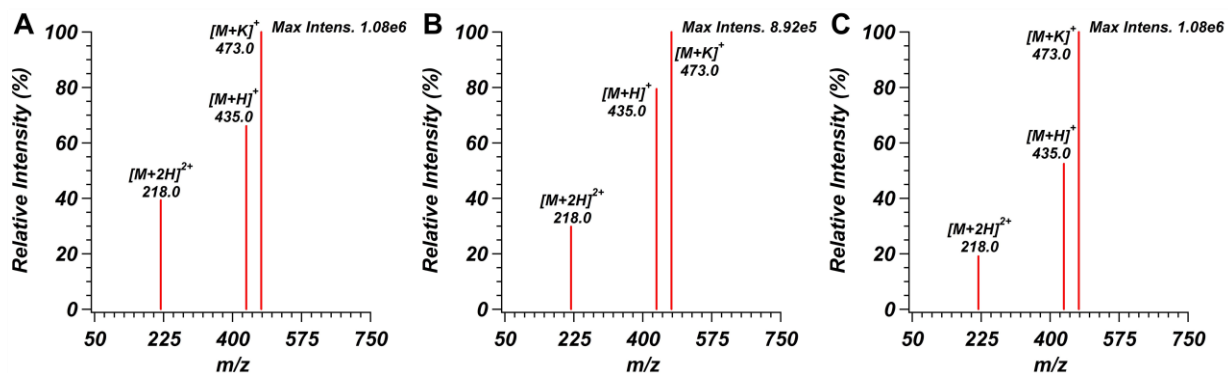 A
Max Intens. 1.08e6
Relative Intensity (%)
100
80
60
40
20
0
[M+K]+
473.0
[M+H]+
435.0
[M+2H]2+
218.0
50 225 400 575 750
m/z
B
Max Intens. 8.92e5
Relative Intensity (%)
100
80
60
40
20
0
[M+K]+
473.0
[M+H]+
435.0
[M+2H]2+
218.0
50 225 400 575 750
m/z
C
Max Intens. 1.08e6
Relative Intensity (%)
100
80
60
40
20
0
[M+K]+
473.0
[M+H]+
435.0
[M+2H]2+
218.0
50 225 400 575 750
m/z